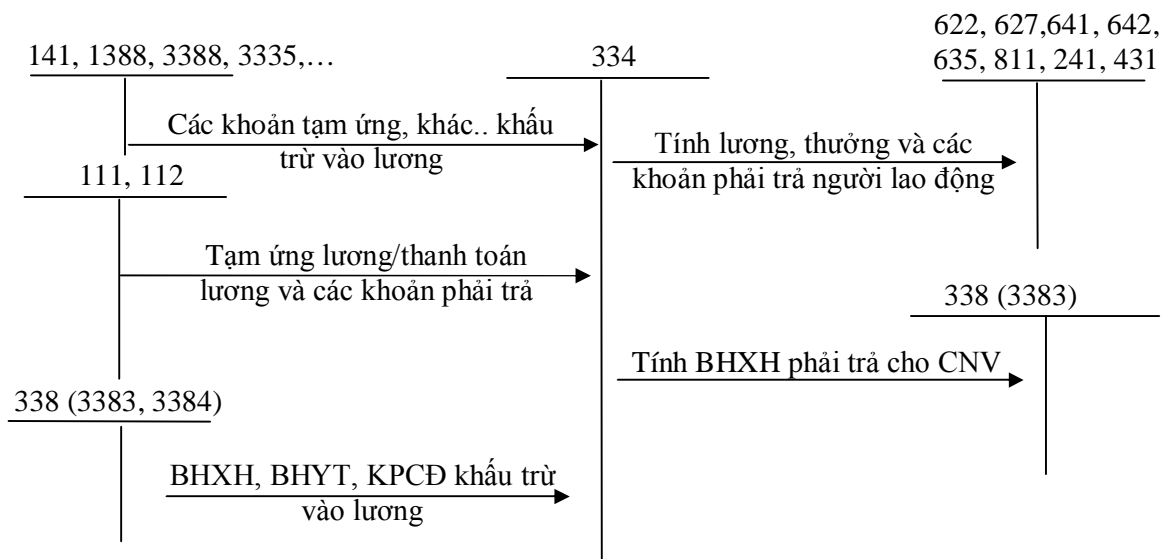 622, 627,641, 642,
635, 811, 241, 431
141, 1388, 3388, 3335,…
334
Các khoản tạm ứng, khác.. khấu
trừ vào lương
Tính lương, thưởng và các
khoản phải trả người lao động
111, 112
Tạm ứng lương/thanh toán
lương và các khoản phải trả
338 (3383)
Tính BHXH phải trả cho CNV
338 (3383, 3384)
BHXH, BHYT, KPCĐ khấu trừ
vào lương